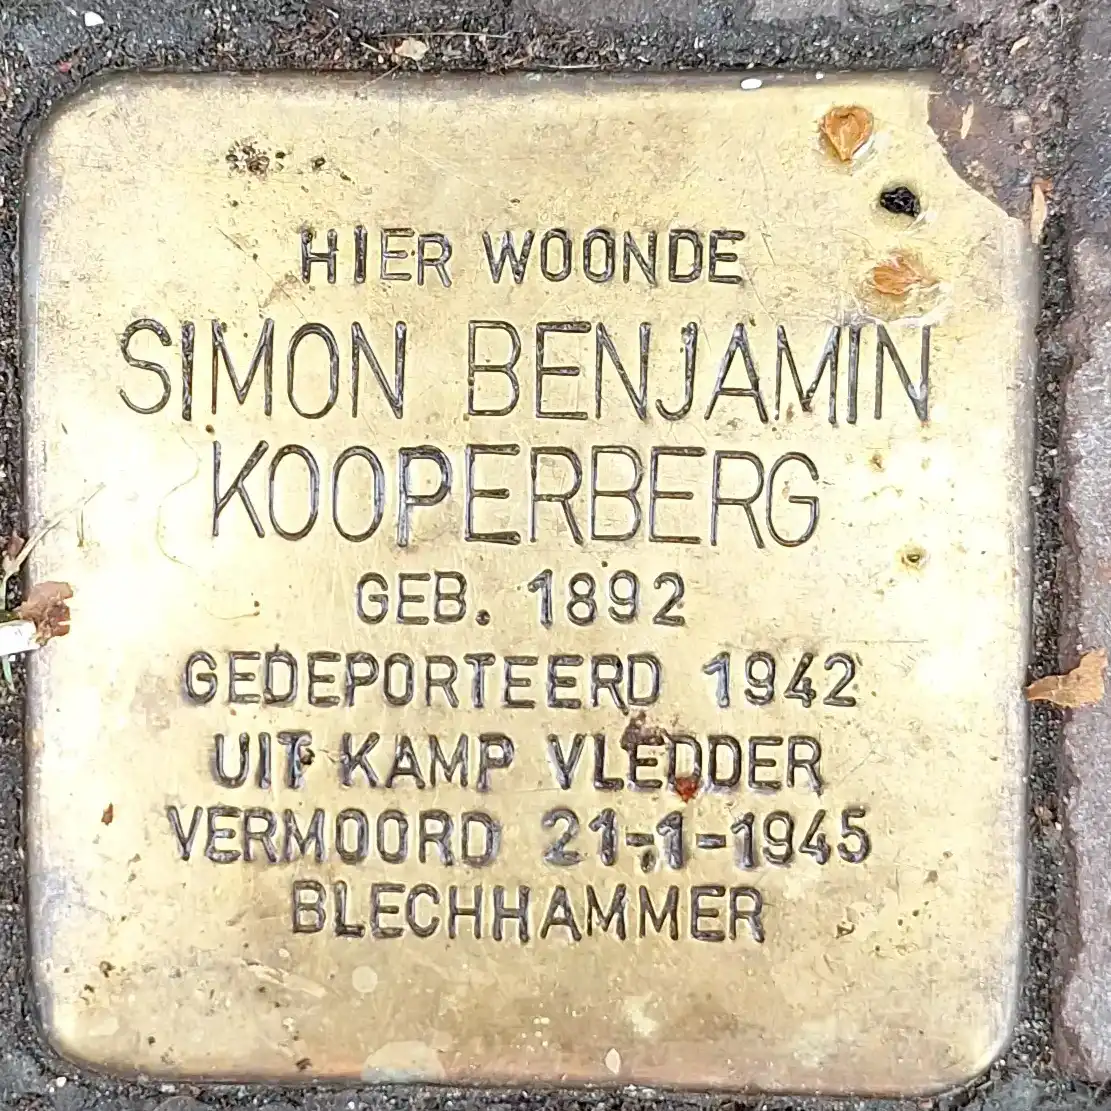 HIER WOONDE
SIMON BENJAMIN
KOOPERBERG
GEB. 1892
GEDEPORTEERD 1942
UIT KAMP VLEDDER
VERMOORD 21-1-1945
BLECHHAMMER